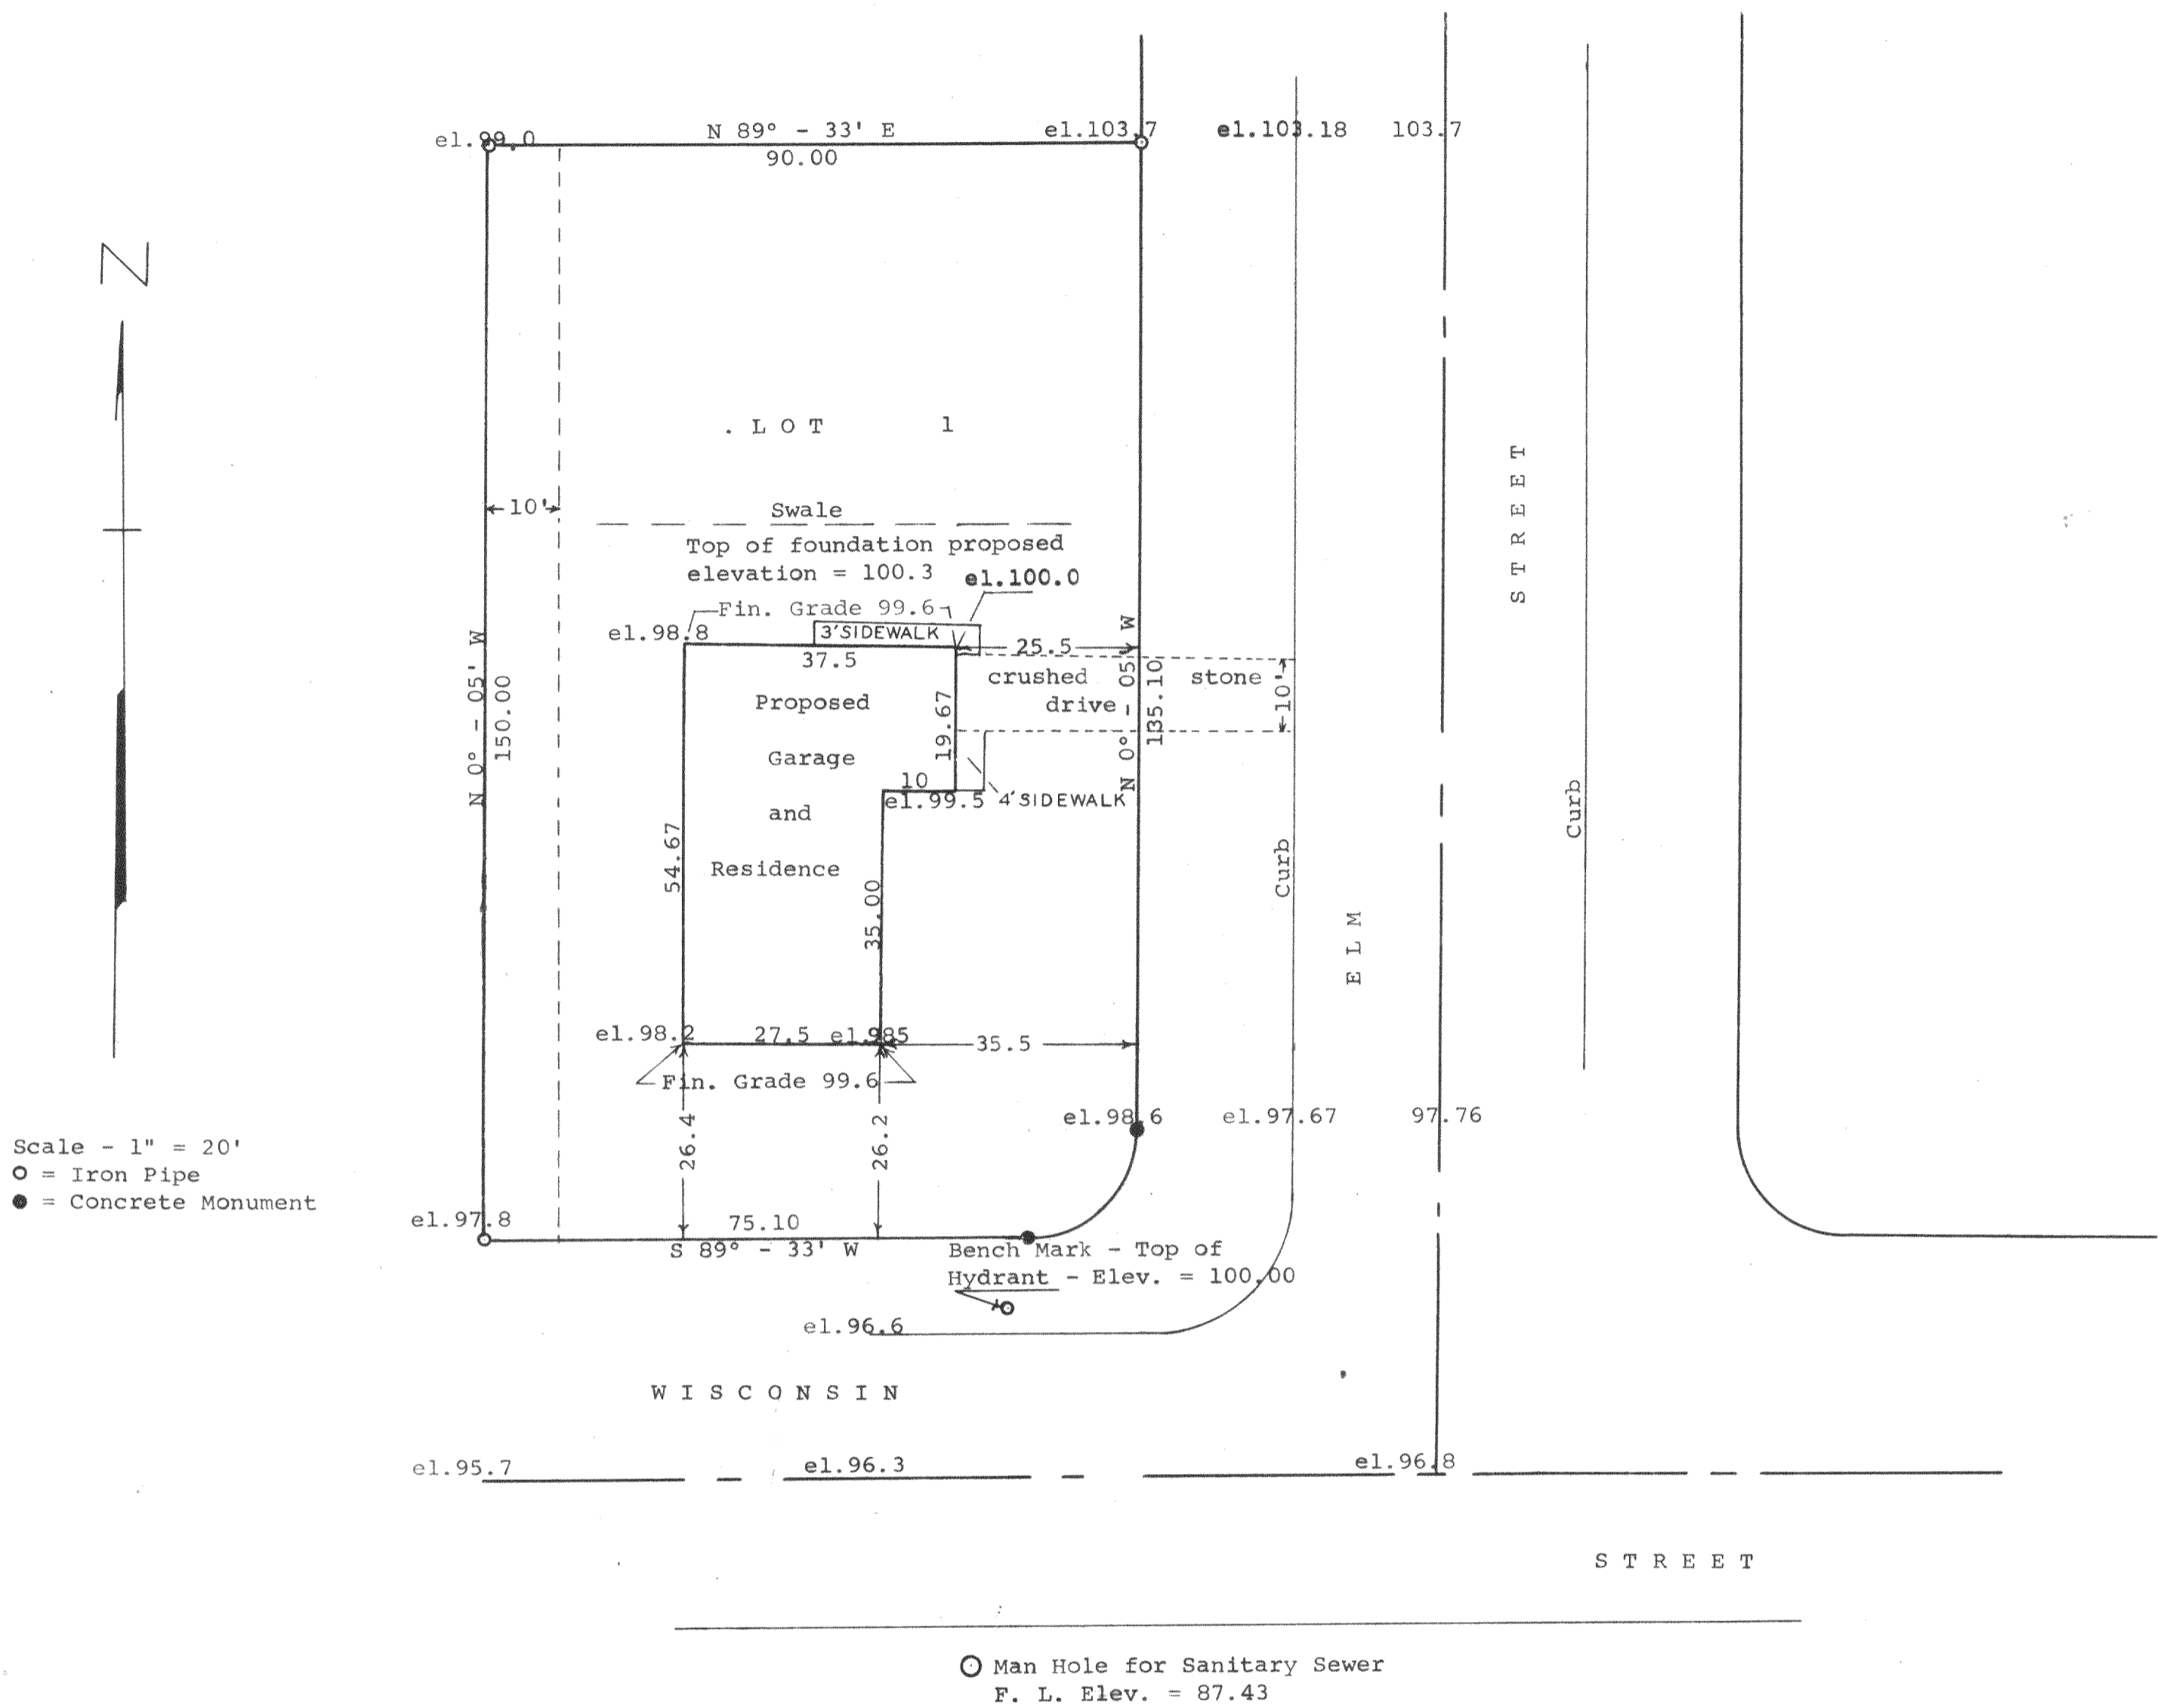 N 89° - 33' E
el.99.0
el.103.7
el.103.18
103.7
90.00
N
. L O T 1
10'
Swale
Top of foundation proposed
elevation = 100.3
el.100.0
Fin. Grade 99.6
el.98.8
3'SIDEWALK
25.5
37.5
N 0° - 05' W
150.00
crushed stone
drive
10'
N 0° - 05' W
135.10
Proposed
Garage
and
Residence
19.67
10
el.99.5
4'SIDEWALK
54.67
35.00
Curb
Curb
E L M
S T R E E T
el.98.2
27.5
el.985
35.5
Fin. Grade 99.6
26.4
26.2
el.98.6
el.97.67
97.76
Scale - 1" = 20'
= Iron Pipe
= Concrete Monument
el.97.8
75.10
S 89° - 33' W
Bench Mark - Top of
Hydrant - Elev. = 100.00
el.96.6
W I S C O N S I N
el.95.7
el.96.3
el.96.8
S T R E E T
Man Hole for Sanitary Sewer
F. L. Elev. = 87.43